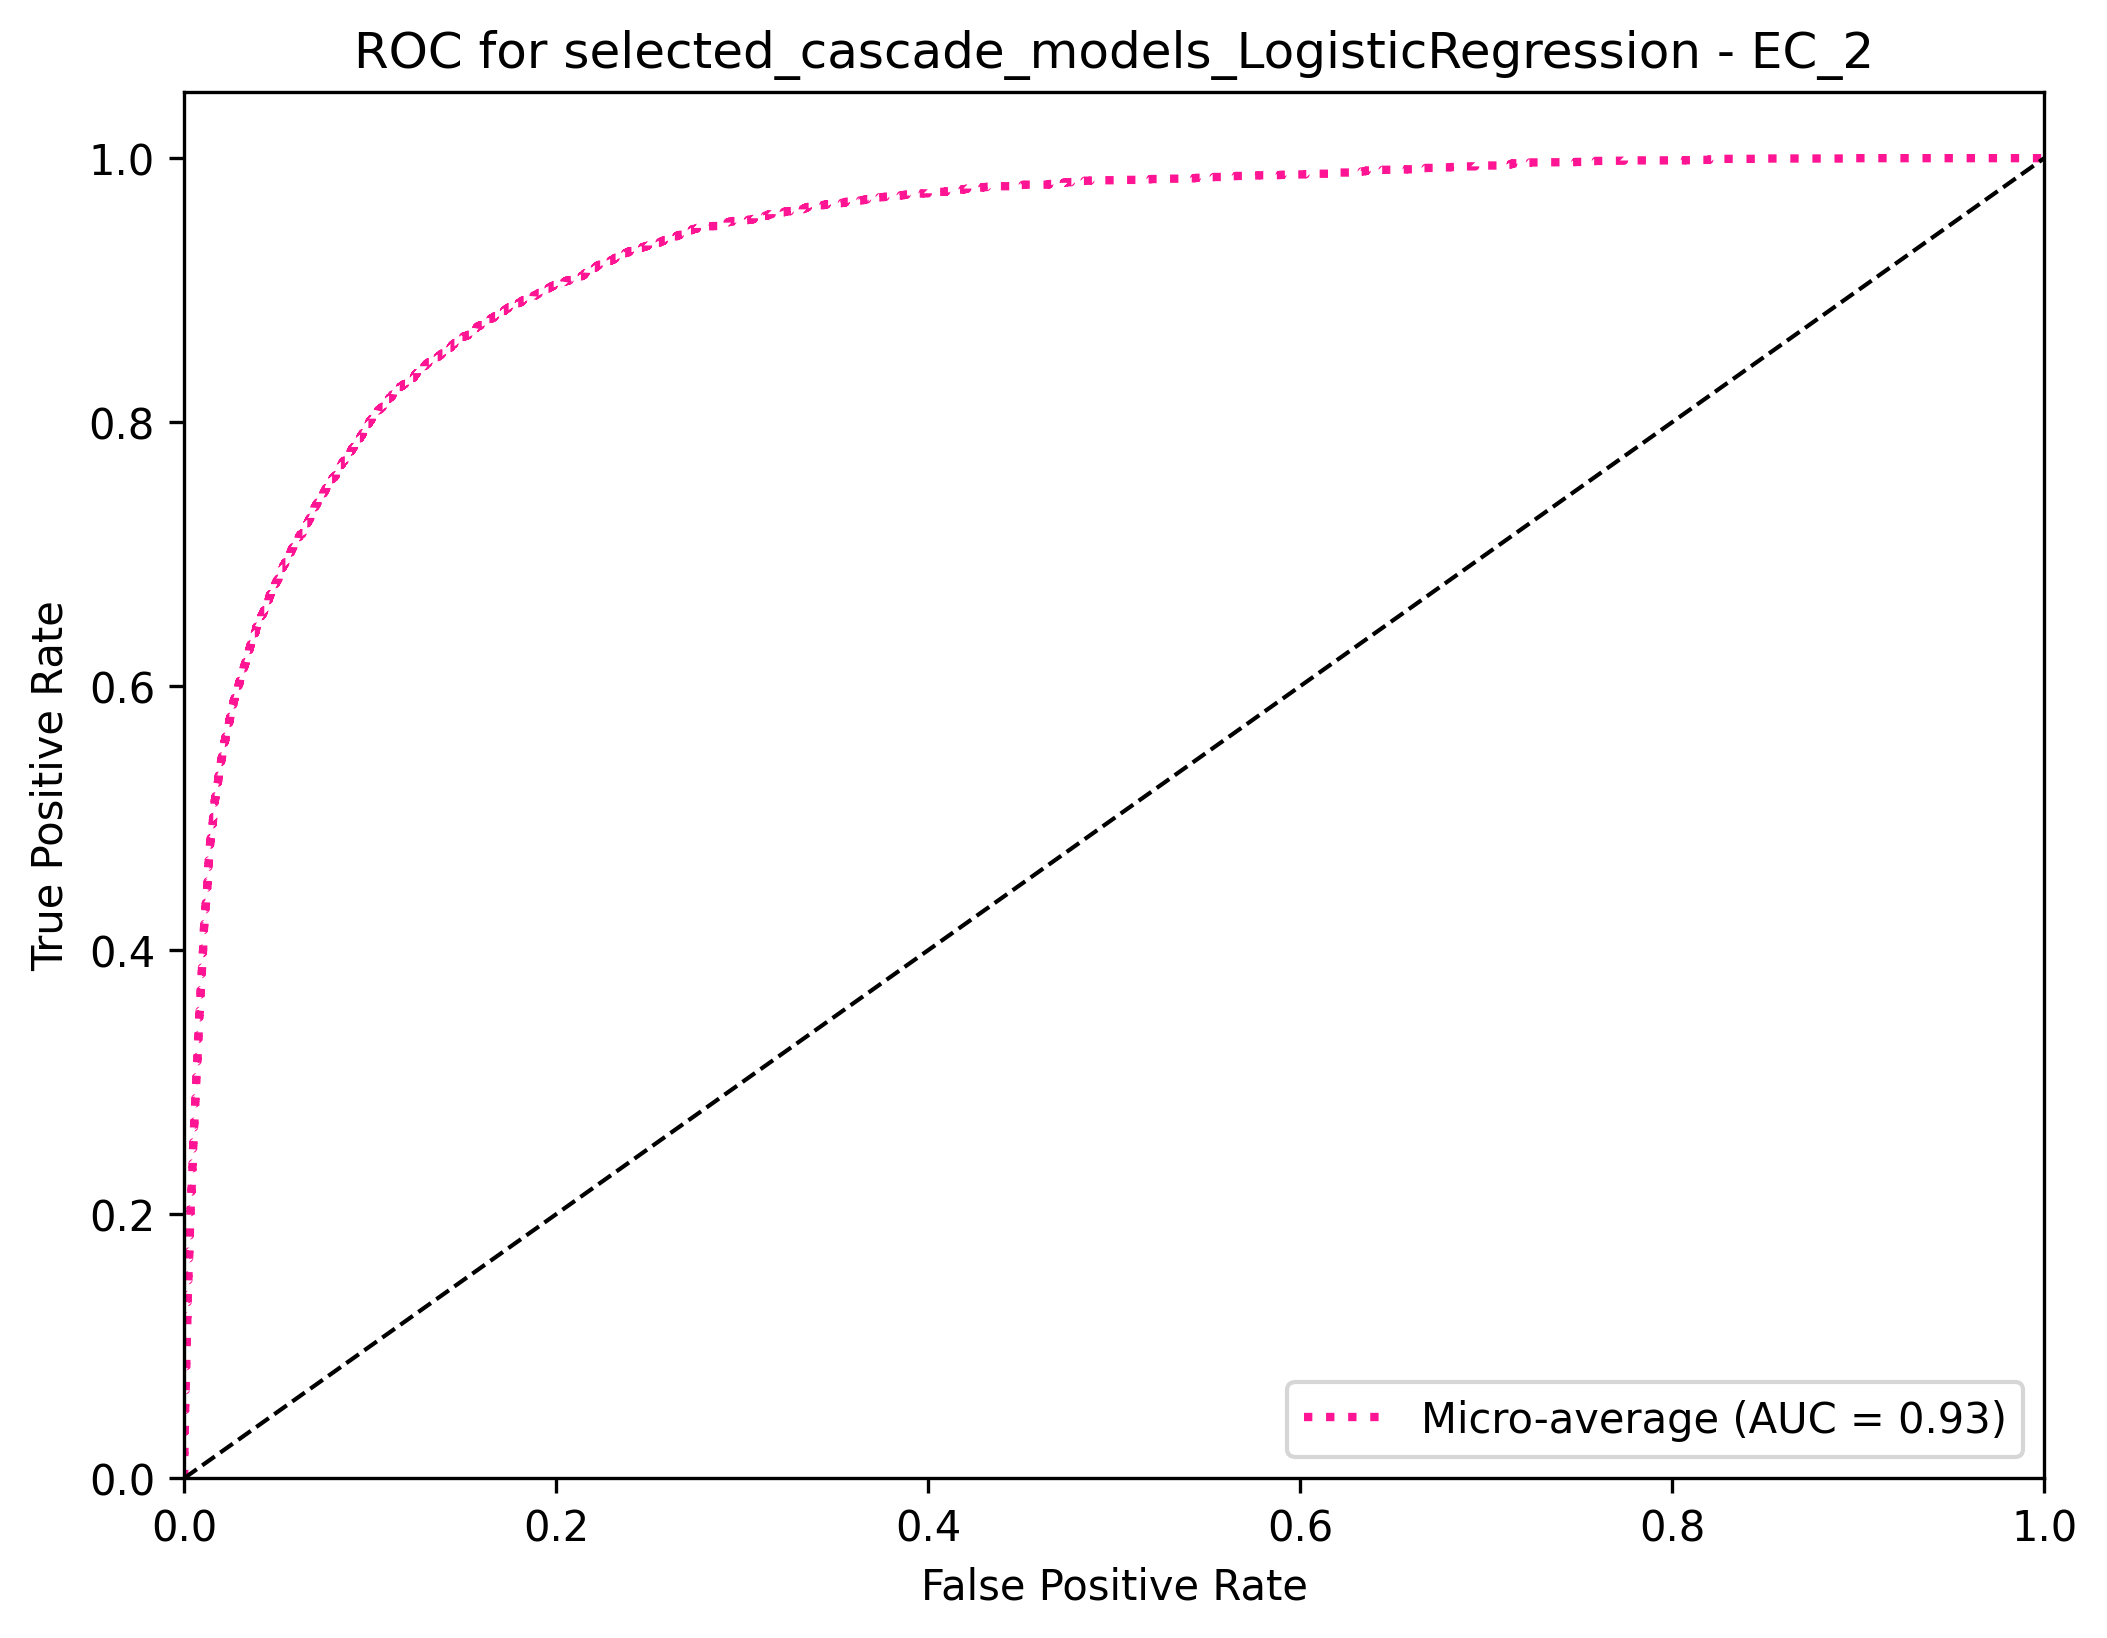 ROC for selected_cascade_models_LogisticRegression - EC_2
True Positive Rate
1.0
0.8
0.6
0.4
0.2
0.0
Micro-average (AUC = 0.93)
0.0 0.2 0.4 0.6 0.8 1.0
False Positive Rate